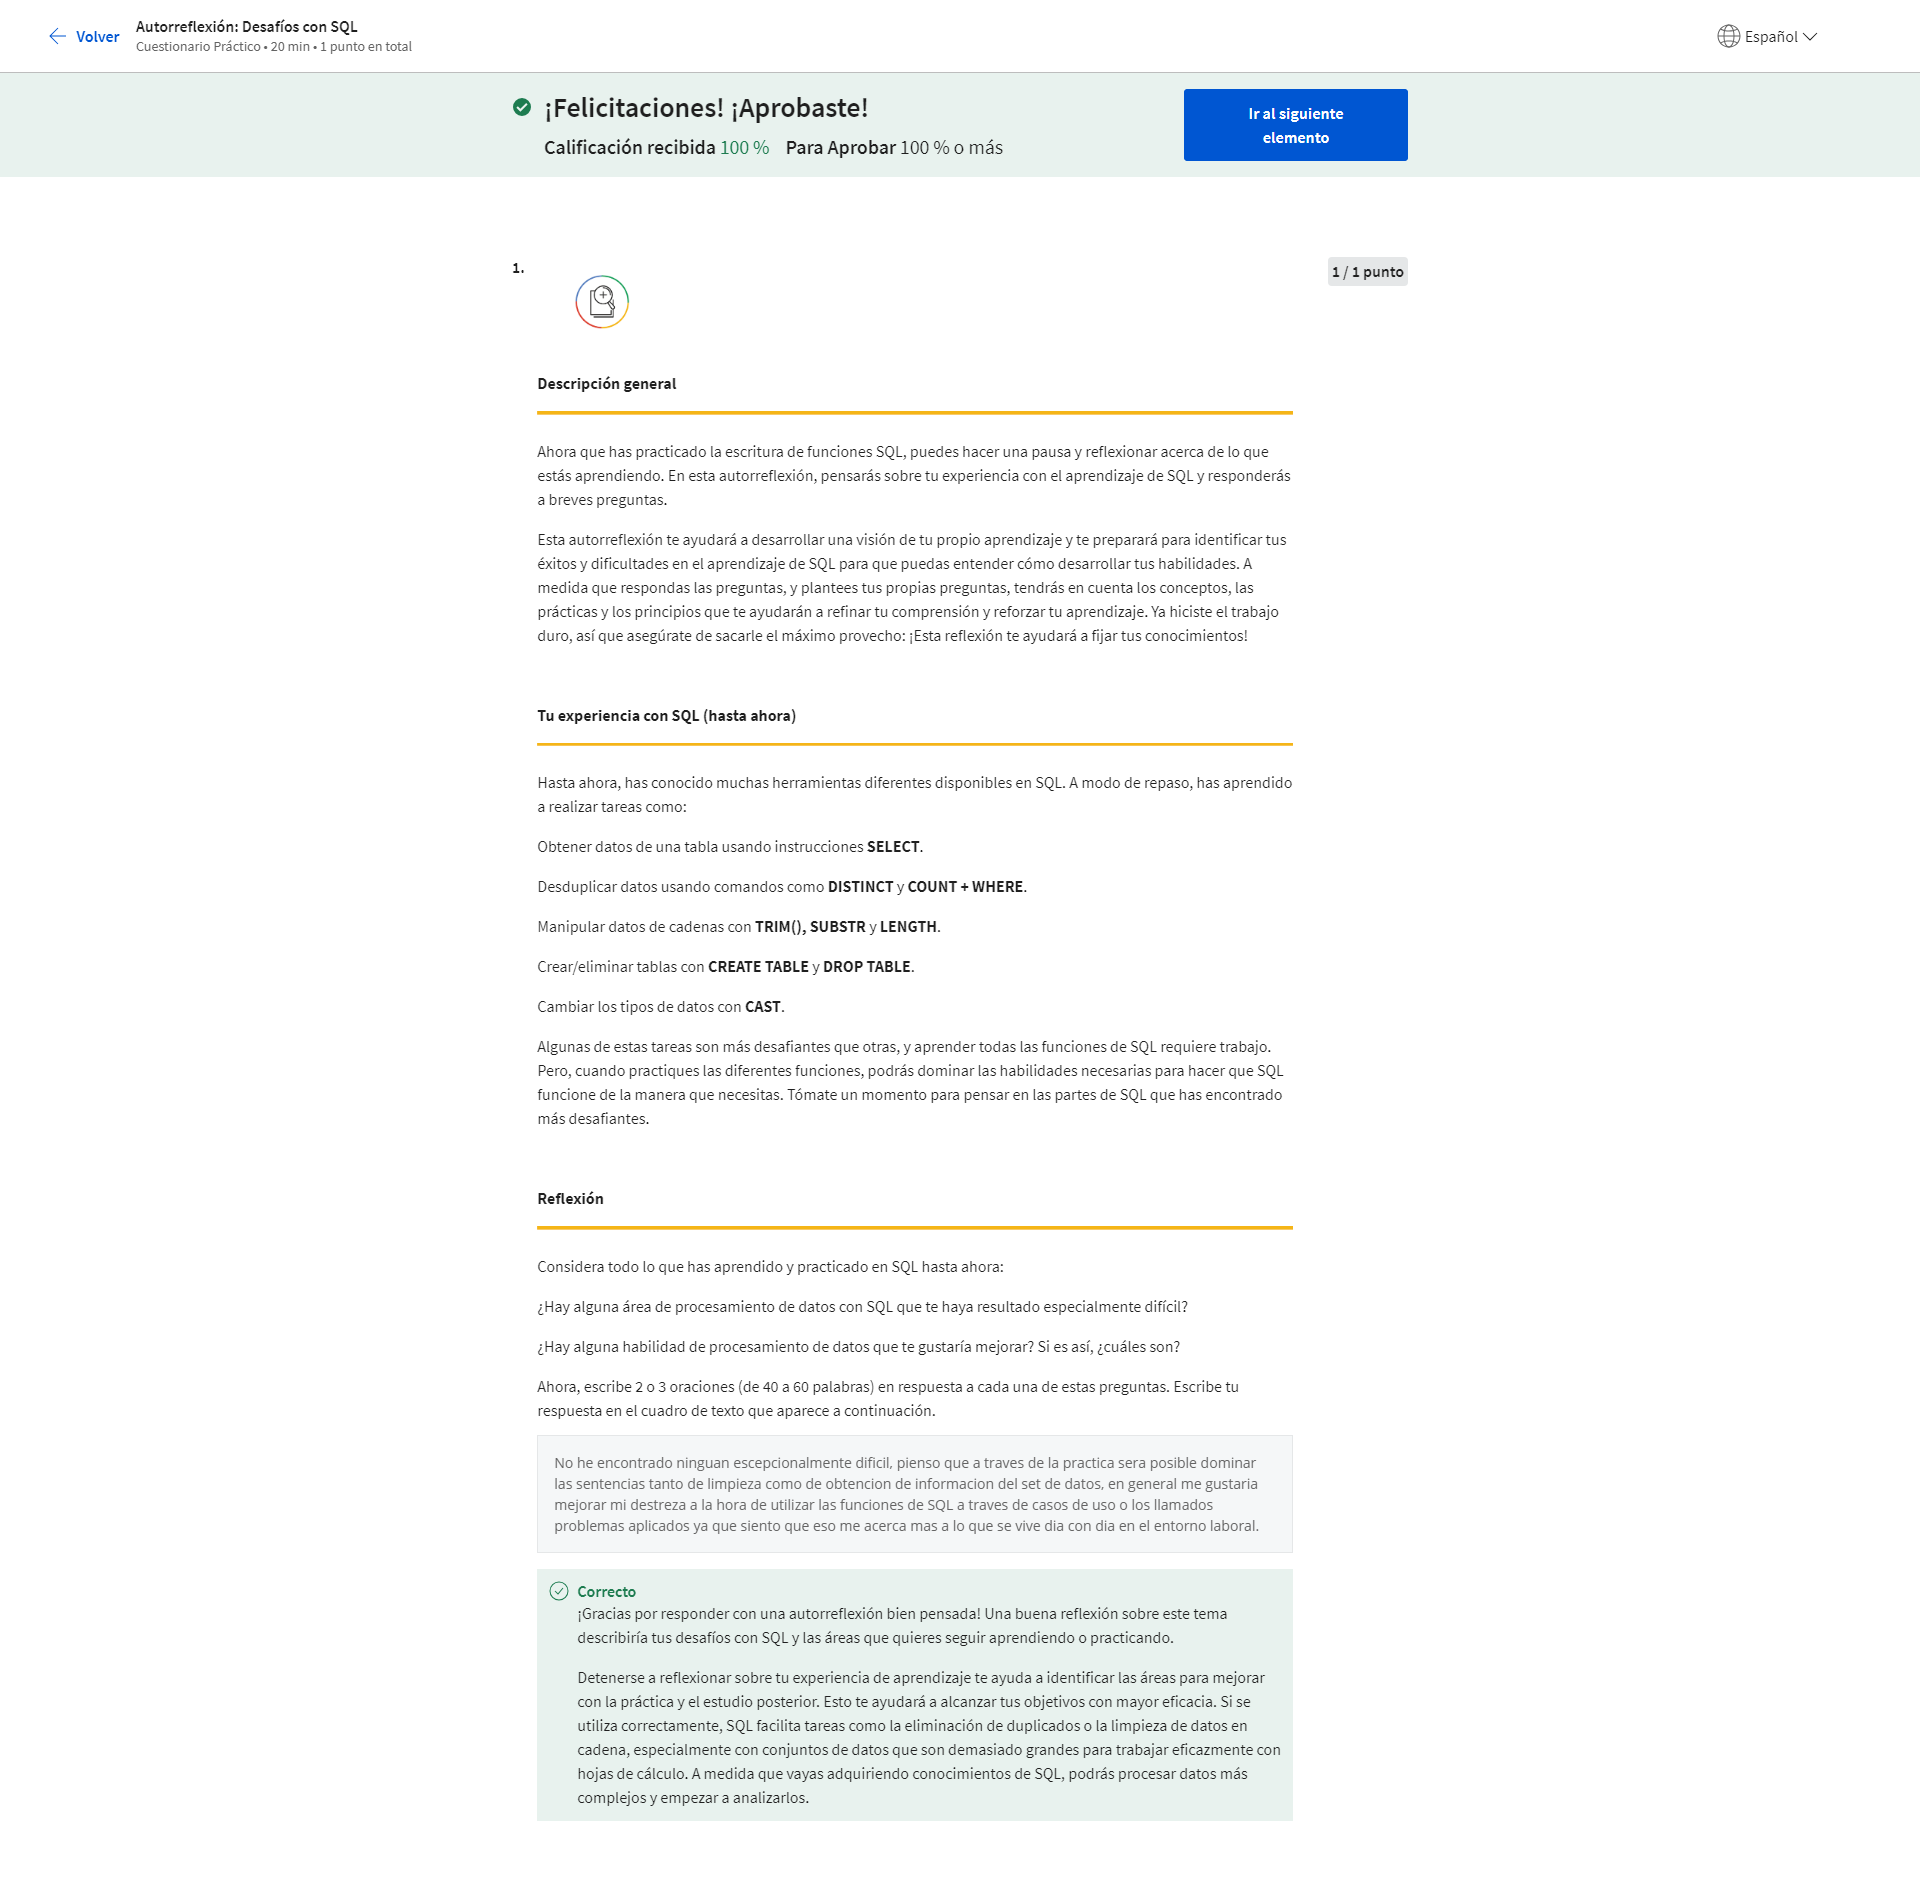 Volver
Autorreflexión: Desafíos con SQL
Cuestionario Práctico • 20 min • 1 punto en total
Español
¡Felicitaciones! ¡Aprobaste!
Calificación recibida 100 % Para Aprobar 100 % o más
Ir al siguiente
elemento
1.
1 / 1 punto
Descripción general
Ahora que has practicado la escritura de funciones SQL, puedes hacer una pausa y reflexionar acerca de lo que
estás aprendiendo. En esta autorreflexión, pensarás sobre tu experiencia con el aprendizaje de SQL y responderás
a breves preguntas.
Esta autorreflexión te ayudará a desarrollar una visión de tu propio aprendizaje y te preparará para identificar tus
éxitos y dificultades en el aprendizaje de SQL para que puedas entender cómo desarrollar tus habilidades. A
medida que respondas las preguntas, y plantees tus propias preguntas, tendrás en cuenta los conceptos, las
prácticas y los principios que te ayudarán a refinar tu comprensión y reforzar tu aprendizaje. Ya hiciste el trabajo
duro, así que asegúrate de sacarle el máximo provecho: ¡Esta reflexión te ayudará a fijar tus conocimientos!
Tu experiencia con SQL (hasta ahora)
Hasta ahora, has conocido muchas herramientas diferentes disponibles en SQL. A modo de repaso, has aprendido
a realizar tareas como:
Obtener datos de una tabla usando instrucciones SELECT.
Desduplicar datos usando comandos como DISTINCT y COUNT + WHERE.
Manipular datos de cadenas con TRIM(), SUBSTR y LENGTH.
Crear/eliminar tablas con CREATE TABLE y DROP TABLE.
Cambiar los tipos de datos con CAST.
Algunas de estas tareas son más desafiantes que otras, y aprender todas las funciones de SQL requiere trabajo.
Pero, cuando practiques las diferentes funciones, podrás dominar las habilidades necesarias para hacer que SQL
funcione de la manera que necesitas. Tómate un momento para pensar en las partes de SQL que has encontrado
más desafiantes.
Reflexión
Considera todo lo que has aprendido y practicado en SQL hasta ahora:
¿Hay alguna área de procesamiento de datos con SQL que te haya resultado especialmente difícil?
¿Hay alguna habilidad de procesamiento de datos que te gustaría mejorar? Si es así, ¿cuáles son?
Ahora, escribe 2 o 3 oraciones (de 40 a 60 palabras) en respuesta a cada una de estas preguntas. Escribe tu
respuesta en el cuadro de texto que aparece a continuación.
No he encontrado ninguan escepcionalmente dificil, pienso que a traves de la practica sera posible dominar
las sentencias tanto de limpieza como de obtencion de informacion del set de datos, en general me gustaria
mejorar mi destreza a la hora de utilizar las funciones de SQL a traves de casos de uso o los llamados
problemas aplicados ya que siento que eso me acerca mas a lo que se vive dia con dia en el entorno laboral.
Correcto
¡Gracias por responder con una autorreflexión bien pensada! Una buena reflexión sobre este tema
describiría tus desafíos con SQL y las áreas que quieres seguir aprendiendo o practicando.
Detenerse a reflexionar sobre tu experiencia de aprendizaje te ayuda a identificar las áreas para mejorar
con la práctica y el estudio posterior. Esto te ayudará a alcanzar tus objetivos con mayor eficacia. Si se
utiliza correctamente, SQL facilita tareas como la eliminación de duplicados o la limpieza de datos en
cadena, especialmente con conjuntos de datos que son demasiado grandes para trabajar eficazmente con
hojas de cálculo. A medida que vayas adquiriendo conocimientos de SQL, podrás procesar datos más
complejos y empezar a analizarlos.